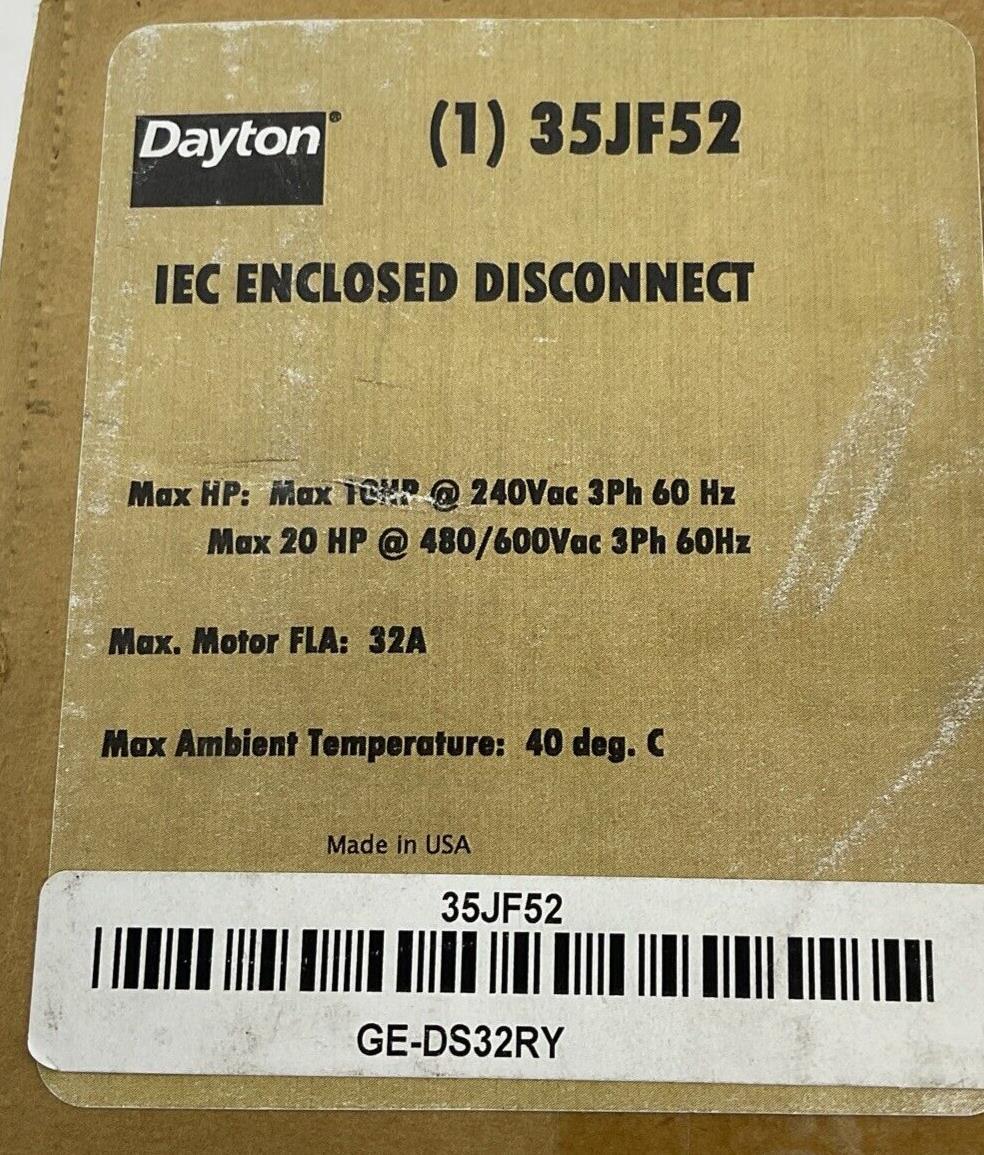 Dayton® (1) 35JF52
IEC ENCLOSED DISCONNECT
Max HP: Max 10HP @ 240Vac 3Ph 60 Hz
Max 20 HP @ 480/600Vac 3Ph 60Hz
Max. Motor FLA: 32A
Max Ambient Temperature: 40 deg. C
Made in USA
35JF52
GE-DS32RY